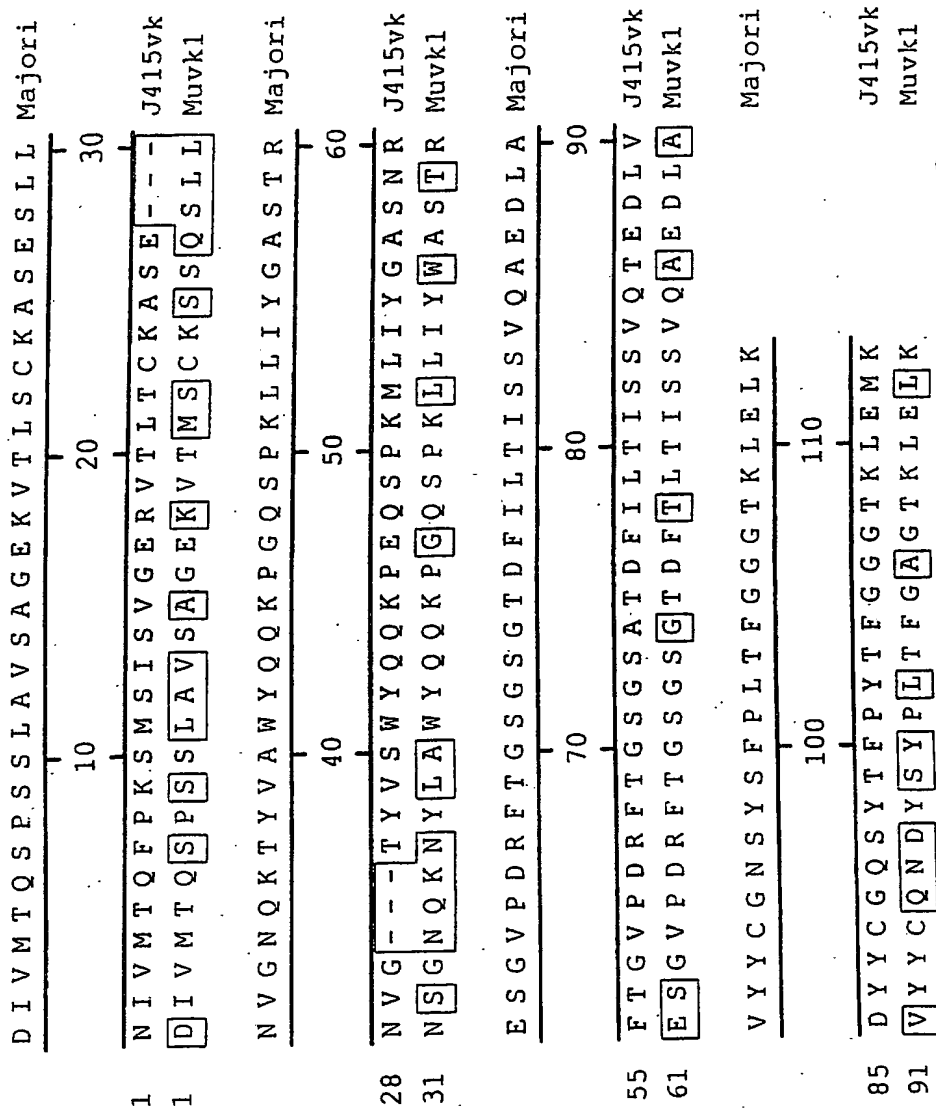 D I V M T Q S P S S L A V S A G E K V T L S C K A S E S L L Majori
10 20 30
1 N I V M T Q F P K S M S I S V G E R V T L T C K A S E - - - J415vk
1 D I V M T Q S P S S L A V S A G E K V T M S C K S S Q S L L Muvk1
N V G N Q K T Y V A W Y Q Q K P G Q S P K L L I Y G A S T R Majori
40 50 60
28 N V G - - - T Y V S W Y Q Q K P E Q S P K M L I Y G A S N R J415vk
31 N S G N Q K N Y L A W Y Q Q K P G Q S P K L L I Y W A S T R Muvk1
E S G V P D R F T G S G S G T D F I L T I S S V Q A E D L A Majori
70 80 90
55 F T G V P D R F T G S G S A T D F I L T I S S V Q T E D L V J415vk
61 E S G V P D R F T G S G S G T D F T L T I S S V Q A E D L A Muvk1
V Y Y C G N S Y S F P L T F G G G T K L E L K Majori
100 110
85 D Y Y C G Q S Y T F P Y T F G G G T K L E M K J415vk
91 V Y Y C Q N D Y S Y P L T F G A G T K L E L K Muvk1